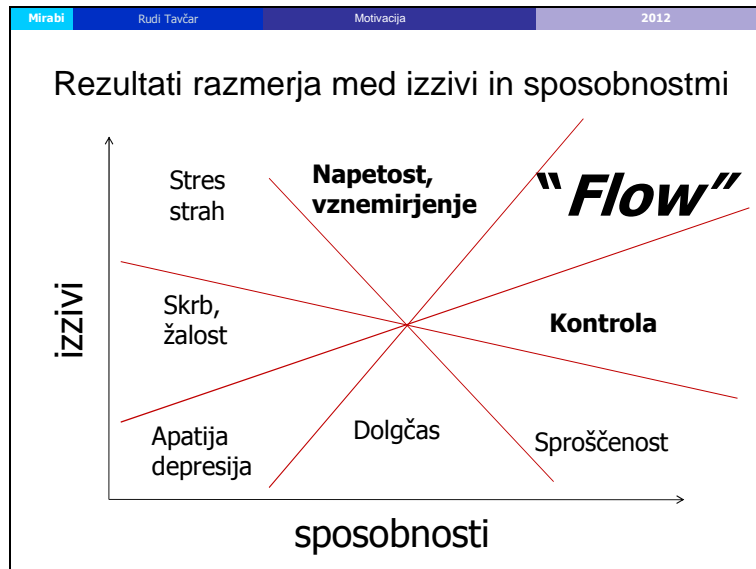 Mirabi Rudi Tavčar Motivacija 2012
Rezultati razmerja med izzivi in sposobnostmi
Stres
strah
Napetost,
vznemirjenje
“Flow”
izzivi
Skrb,
žalost
Kontrola
Apatija
depresija
Dolgčas
Sproščenost
sposobnosti